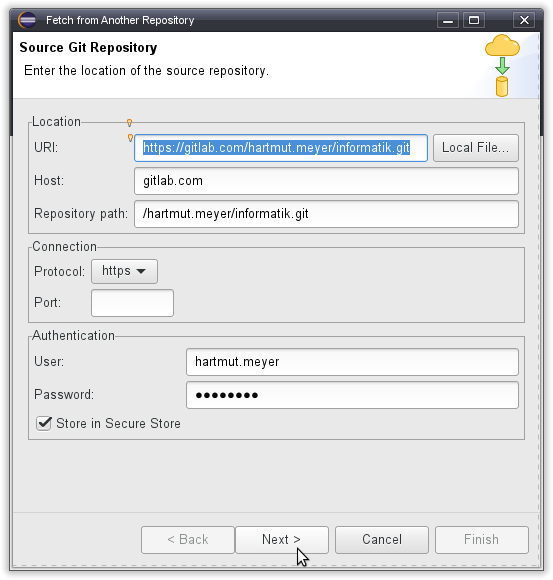 Fetch from Another Repository
Source Git Repository
Enter the location of the source repository.
Location
URI: https://gitlab.com/hartmut.meyer/informatik.git Local File...
Host: gitlab.com
Repository path: /hartmut.meyer/informatik.git
Connection
Protocol: https
Port:
Authentication
User: hartmut.meyer
Password: ●●●●●●●●
Store in Secure Store
< Back Next > Cancel Finish